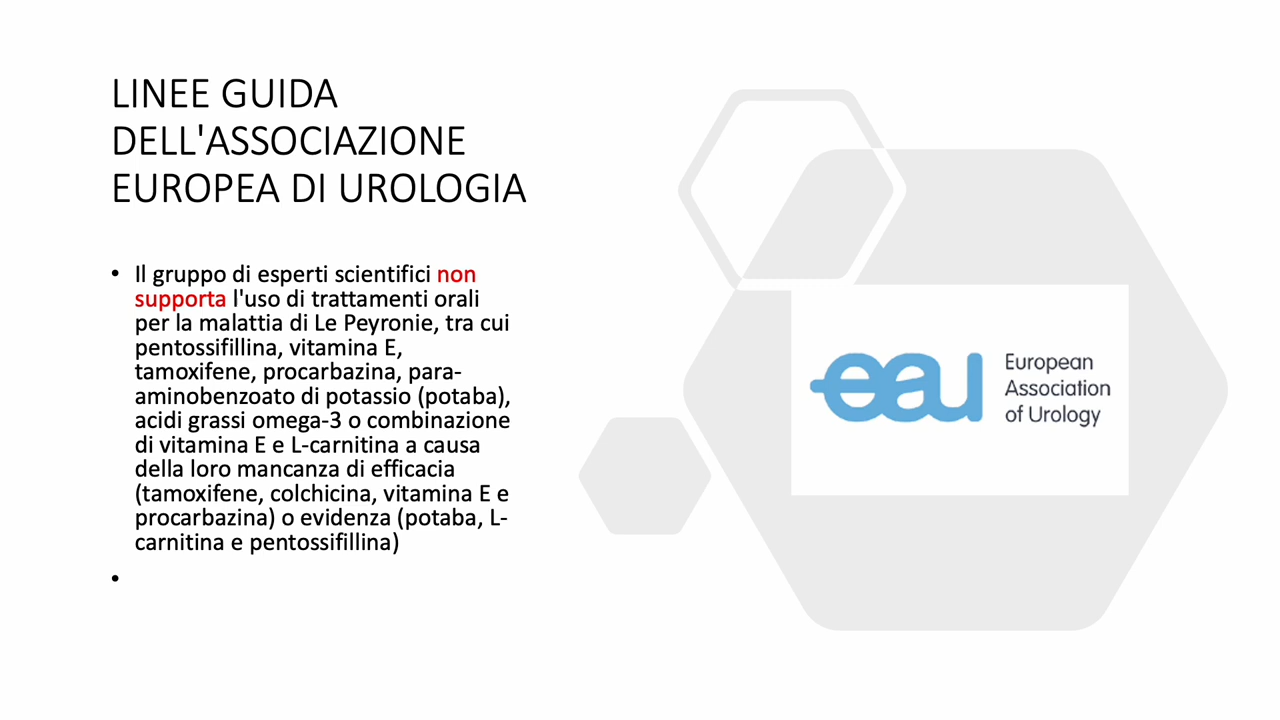 LINEE GUIDA
DELL'ASSOCIAZIONE
EUROPEA DI UROLOGIA
• Il gruppo di esperti scientifici non
supporta l'uso di trattamenti orali
per la malattia di Le Peyronie, tra cui
pentossifillina, vitamina E,
tamoxifene, procarbazina, para-
aminobenzoato di potassio (potaba),
acidi grassi omega-3 o combinazione
di vitamina E e L-carnitina a causa
della loro mancanza di efficacia
(tamoxifene, colchicina, vitamina E e
procarbazina) o evidenza (potaba, L-
carnitina e pentossifillina)
•
eau
European
Association
of Urology